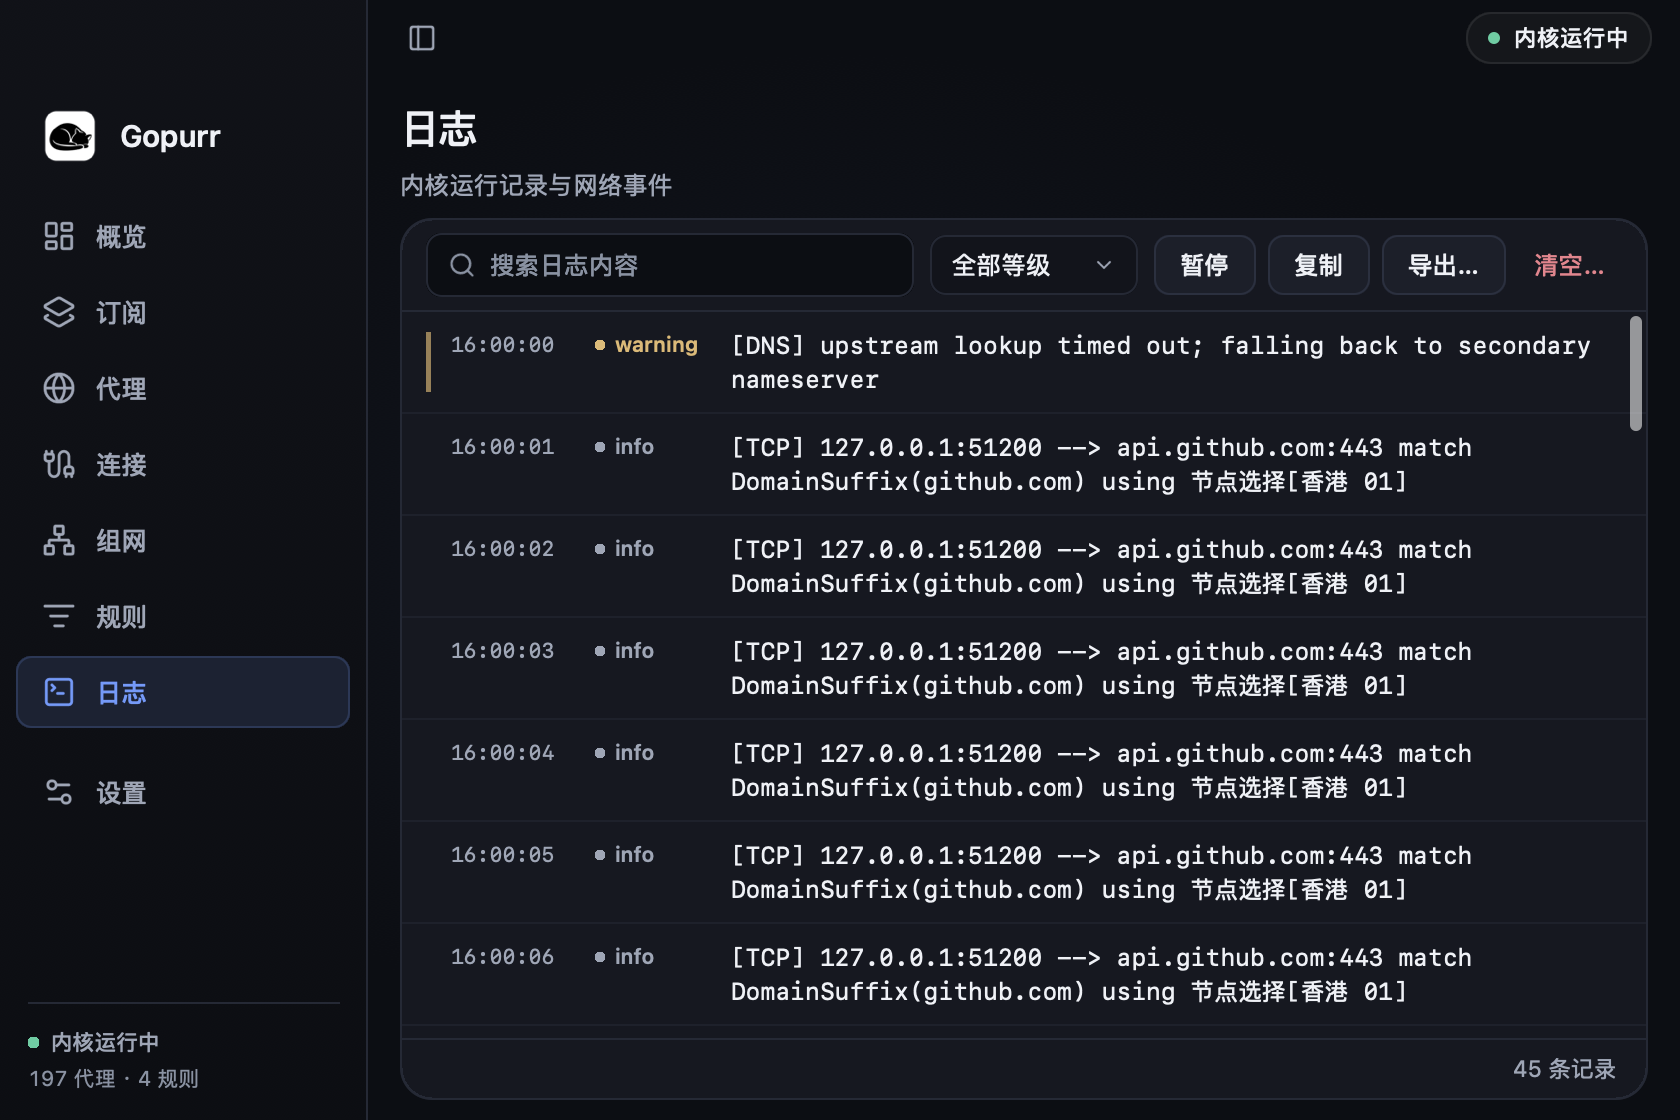 内核运行中
Gopurr
概览
订阅
代理
连接
组网
规则
日志
设置
内核运行中
197 代理 · 4 规则
日志
内核运行记录与网络事件
搜索日志内容 全部等级 暂停 复制 导出... 清空...
16:00:00 warning [DNS] upstream lookup timed out; falling back to secondary
nameserver
16:00:01 info [TCP] 127.0.0.1:51200 --> api.github.com:443 match
DomainSuffix(github.com) using 节点选择[香港 01]
16:00:02 info [TCP] 127.0.0.1:51200 --> api.github.com:443 match
DomainSuffix(github.com) using 节点选择[香港 01]
16:00:03 info [TCP] 127.0.0.1:51200 --> api.github.com:443 match
DomainSuffix(github.com) using 节点选择[香港 01]
16:00:04 info [TCP] 127.0.0.1:51200 --> api.github.com:443 match
DomainSuffix(github.com) using 节点选择[香港 01]
16:00:05 info [TCP] 127.0.0.1:51200 --> api.github.com:443 match
DomainSuffix(github.com) using 节点选择[香港 01]
16:00:06 info [TCP] 127.0.0.1:51200 --> api.github.com:443 match
DomainSuffix(github.com) using 节点选择[香港 01]
45 条记录